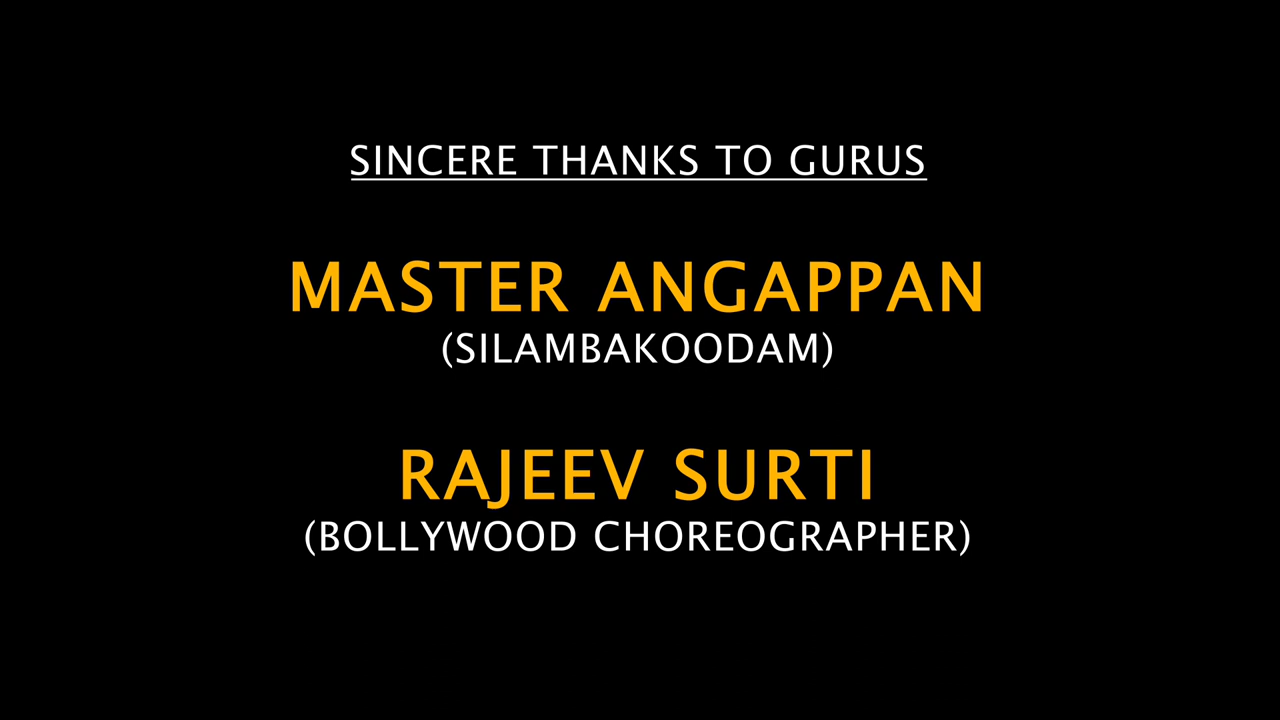 SINCERE THANKS TO GURUS
MASTER ANGAPPAN
(SILAMBAKOODAM)
RAJEEV SURTI
(BOLLYWOOD CHOREOGRAPHER)